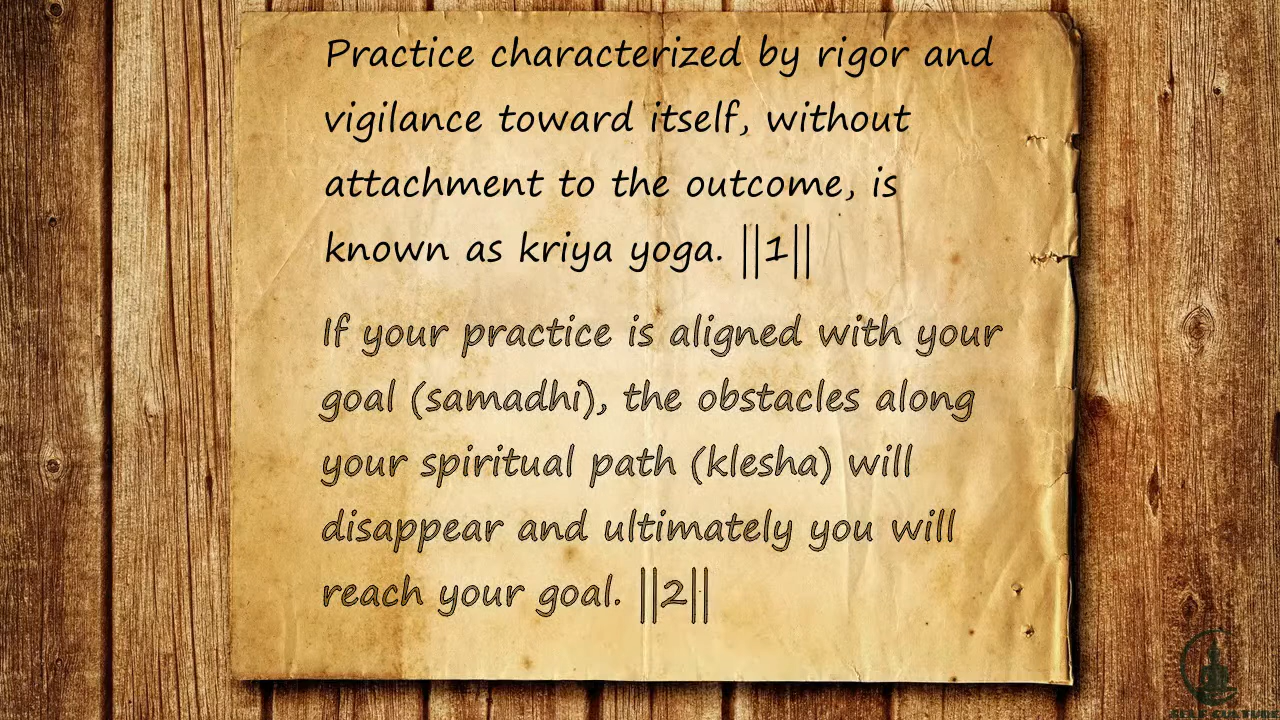 Practice characterized by rigor and
vigilance toward itself, without
attachment to the outcome, is
known as kriya yoga. ||1||
If your practice is aligned with your
goal (samadhi), the obstacles along
your spiritual path (klesha) will
disappear and ultimately you will
reach your goal. ||2||